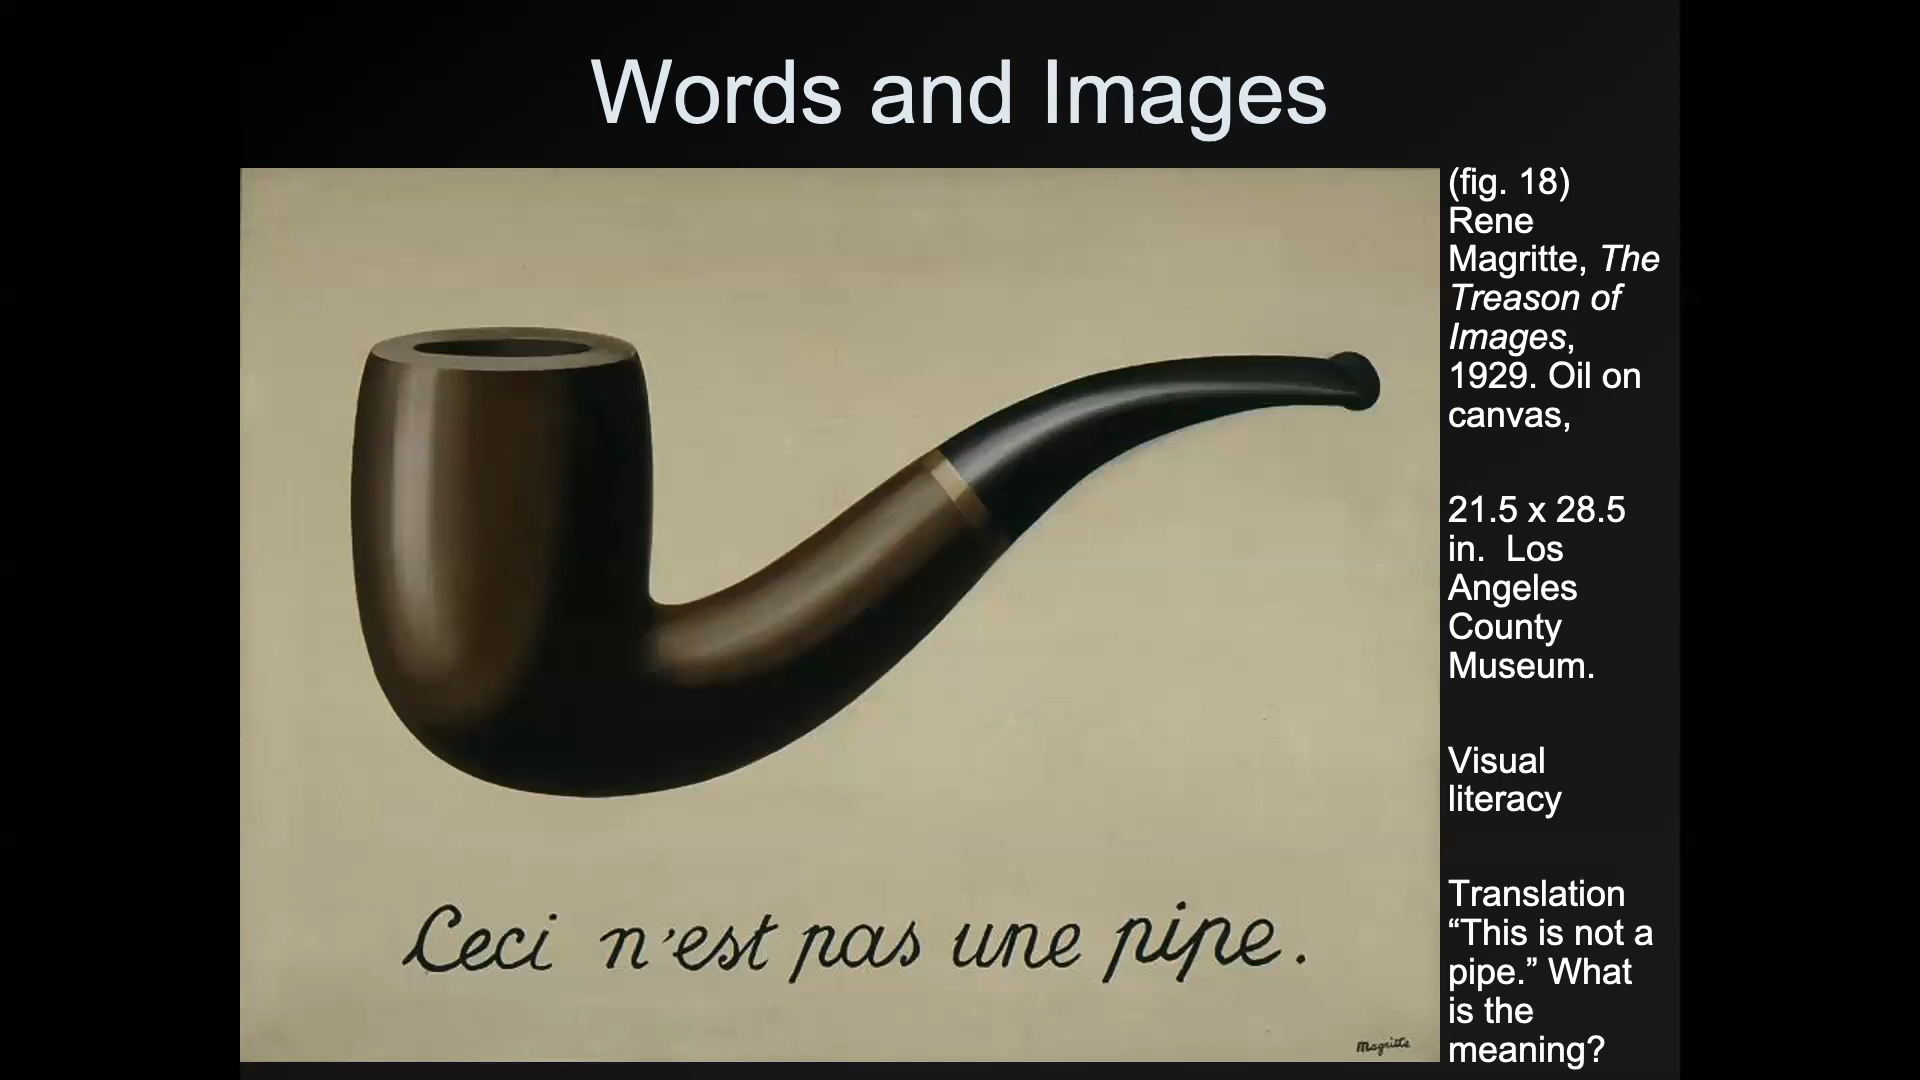 Words and Images
(fig. 18)
Rene
Magritte, The
Treason of
Images,
1929. Oil on
canvas,
21.5 x 28.5
in.  Los
Angeles
County
Museum.
Visual
literacy
Translation
“This is not a
pipe.” What
is the
meaning?
Ceci n'est pas une pipe.
Magritte